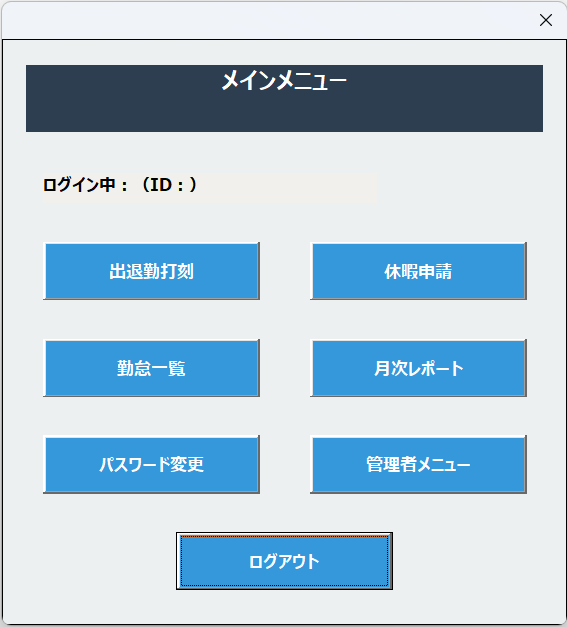 メインメニュー
ログイン中：（ID：）
出退勤打刻
休暇申請
勤怠一覧
月次レポート
パスワード変更
管理者メニュー
ログアウト